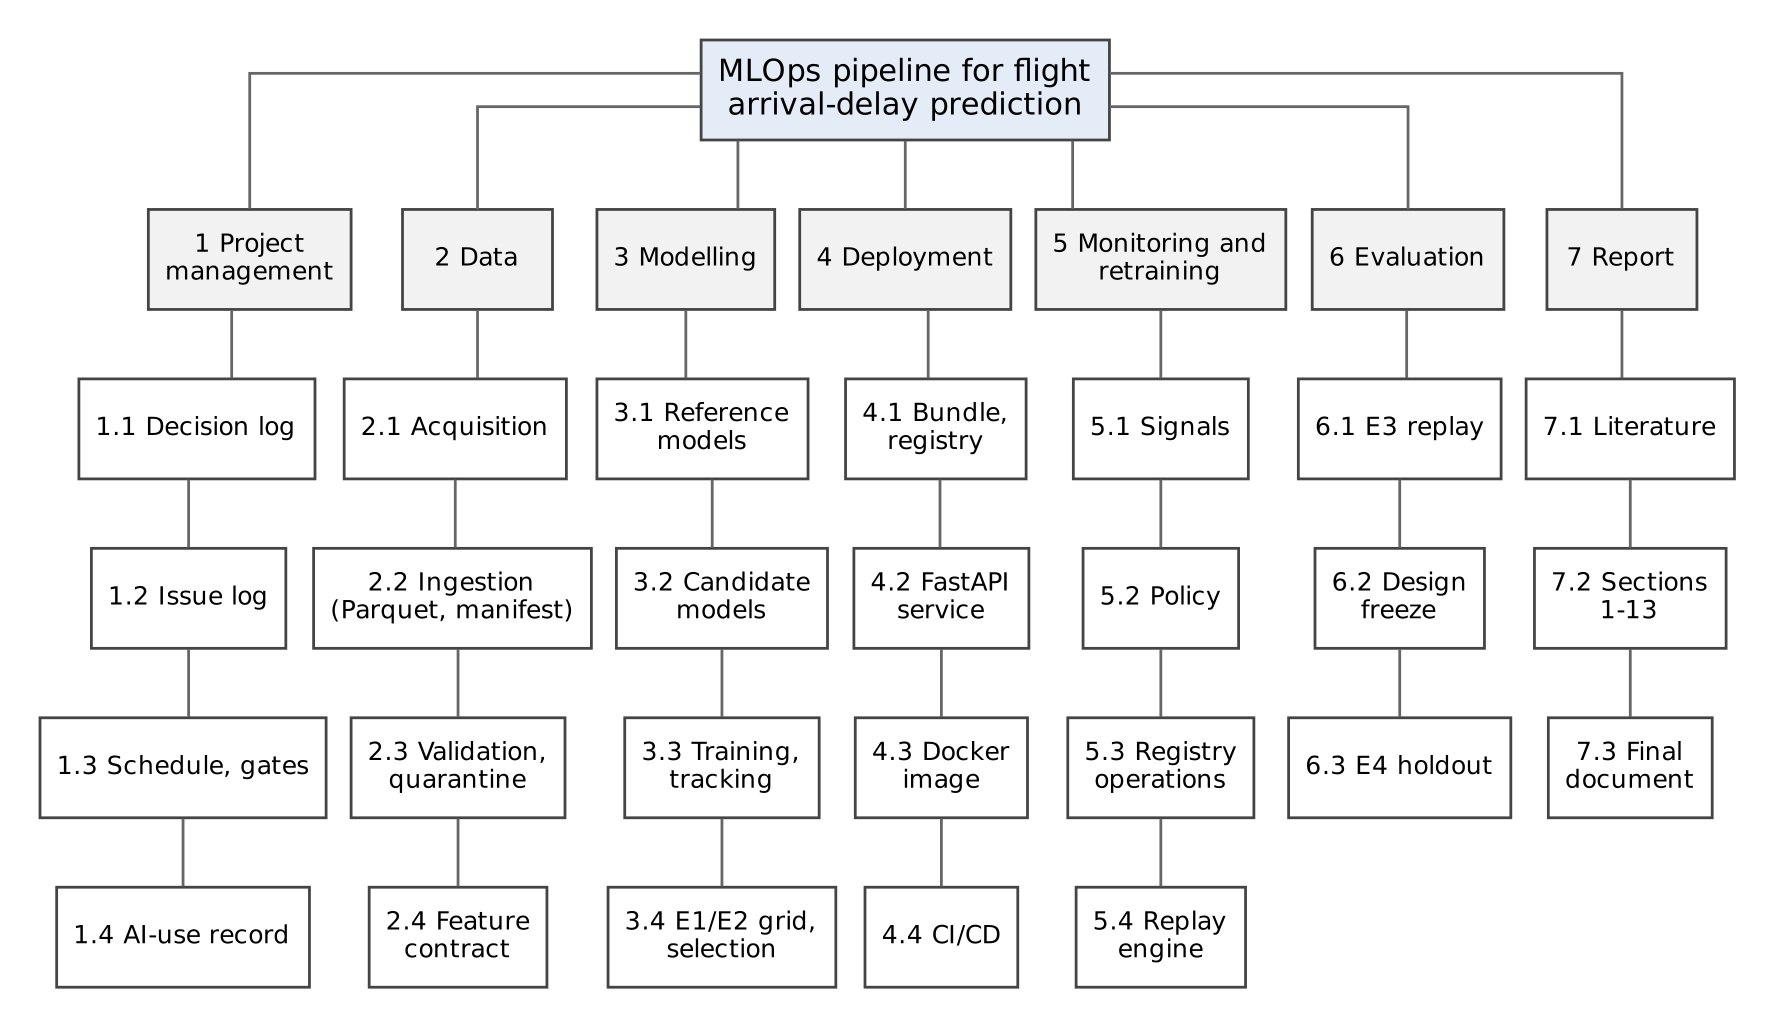 MLOps pipeline for flight
arrival-delay prediction
1 Project
management
2 Data
3 Modelling
4 Deployment
5 Monitoring and
retraining
6 Evaluation
7 Report
1.1 Decision log
2.1 Acquisition
3.1 Reference
models
4.1 Bundle,
registry
5.1 Signals
6.1 E3 replay
7.1 Literature
1.2 Issue log
2.2 Ingestion
(Parquet, manifest)
3.2 Candidate
models
4.2 FastAPI
service
5.2 Policy
6.2 Design
freeze
7.2 Sections
1-13
1.3 Schedule, gates
2.3 Validation,
quarantine
3.3 Training,
tracking
4.3 Docker
image
5.3 Registry
operations
6.3 E4 holdout
7.3 Final
document
1.4 AI-use record
2.4 Feature
contract
3.4 E1/E2 grid,
selection
4.4 CI/CD
5.4 Replay
engine